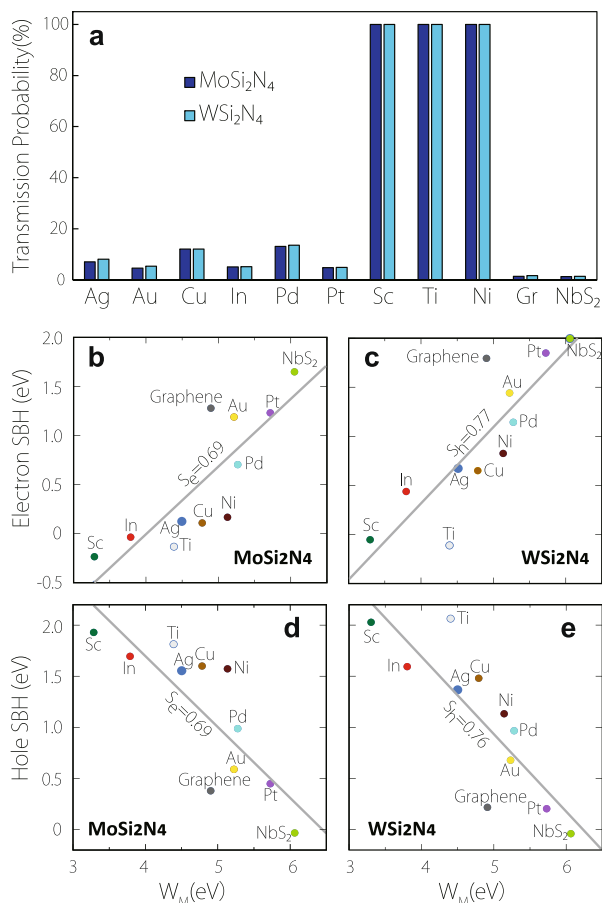 a
Transmission Probability(%)
100
80
60
40
20
0
MoSi₂N₄
WSi₂N₄
Ag Au Cu In Pd Pt Sc Ti Ni Gr NbS₂
b
Electron SBH (eV)
2.0
1.5
1.0
0.5
0
-0.5
NbS₂
Graphene
Au
Pt
Sₑ=0.69
Pd
Ag
Cu
Ni
In
Sc
Ti
MoSi2N4
c
Graphene
Pt
NbS₂
Au
Sₕ=0.77
Pd
Ni
Ag
Cu
In
Sc
Ti
WSi2N4
d
Hole SBH (eV)
2.0
1.5
1.0
0.5
0
Sc
Ti
In
Ag
Cu
Ni
Sₑ=0.69
Pd
Au
Graphene
Pt
NbS₂
MoSi2N4
3 4 5 6
W_M(eV)
e
Sc
Ti
In
Ag
Cu
Ni
Sₕ=0.76
Pd
Au
Graphene
Pt
NbS₂
WSi2N4
3 4 5 6
W_M(eV)